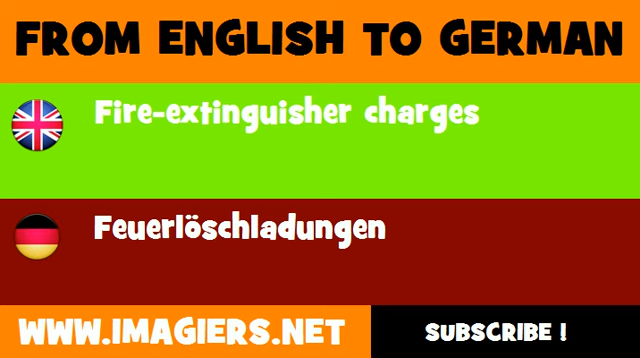 FROM ENGLISH TO GERMAN
Fire-extinguisher charges
Feuerlöschladungen
WWW.IMAGIERS.NET
SUBSCRIBE !